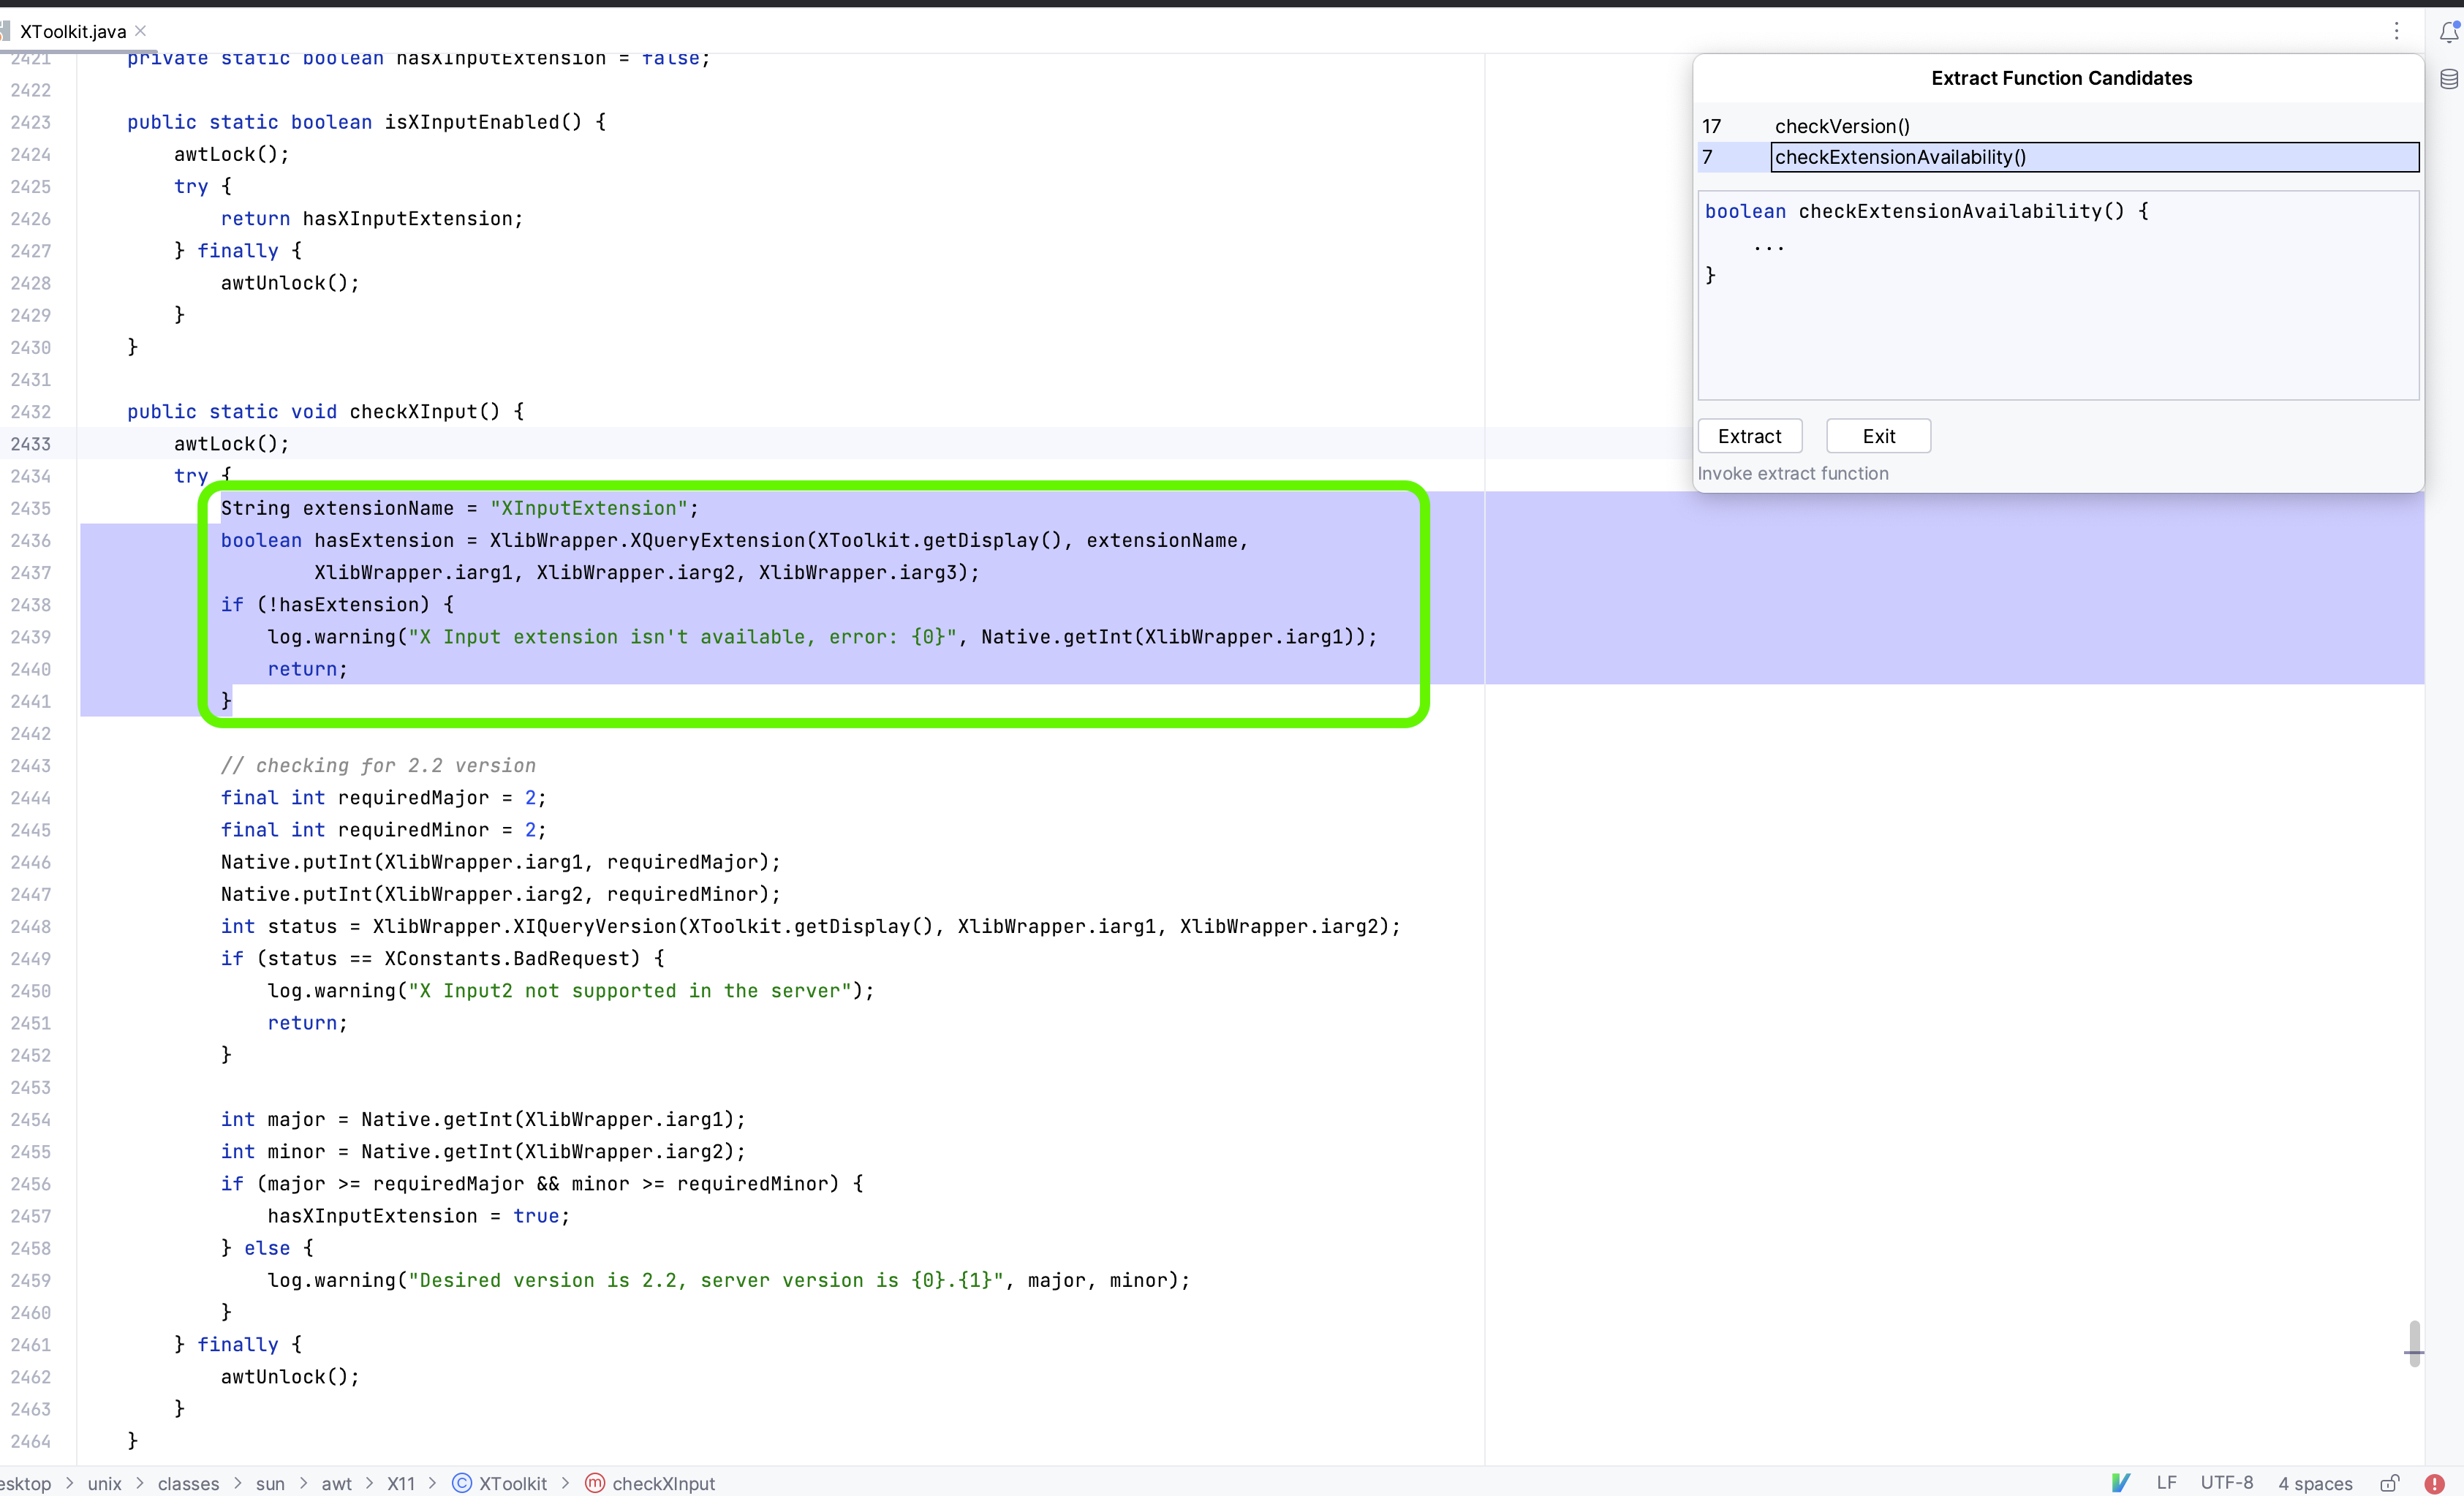 XToolkit.java
2421 private static boolean hasXInputExtension = false;
2422
2423 public static boolean isXInputEnabled() {
2424 awtLock();
2425 try {
2426 return hasXInputExtension;
2427 } finally {
2428 awtUnlock();
2429 }
2430 }
2431
2432 public static void checkXInput() {
2433 awtLock();
2434 try {
2435 String extensionName = "XInputExtension";
2436 boolean hasExtension = XlibWrapper.XQueryExtension(XToolkit.getDisplay(), extensionName,
2437 XlibWrapper.iarg1, XlibWrapper.iarg2, XlibWrapper.iarg3);
2438 if (!hasExtension) {
2439 log.warning("X Input extension isn't available, error: {0}", Native.getInt(XlibWrapper.iarg1));
2440 return;
2441 }
2442
2443 // checking for 2.2 version
2444 final int requiredMajor = 2;
2445 final int requiredMinor = 2;
2446 Native.putInt(XlibWrapper.iarg1, requiredMajor);
2447 Native.putInt(XlibWrapper.iarg2, requiredMinor);
2448 int status = XlibWrapper.XIQueryVersion(XToolkit.getDisplay(), XlibWrapper.iarg1, XlibWrapper.iarg2);
2449 if (status == XConstants.BadRequest) {
2450 log.warning("X Input2 not supported in the server");
2451 return;
2452 }
2453
2454 int major = Native.getInt(XlibWrapper.iarg1);
2455 int minor = Native.getInt(XlibWrapper.iarg2);
2456 if (major >= requiredMajor && minor >= requiredMinor) {
2457 hasXInputExtension = true;
2458 } else {
2459 log.warning("Desired version is 2.2, server version is {0}.{1}", major, minor);
2460 }
2461 } finally {
2462 awtUnlock();
2463 }
2464 }
Extract Function Candidates
17 checkVersion()
7 checkExtensionAvailability()
boolean checkExtensionAvailability() {
...
}
Extract Exit
Invoke extract function
esktop > unix > classes > sun > awt > X11 > C XToolkit > m checkXInput
LF UTF-8 4 spaces